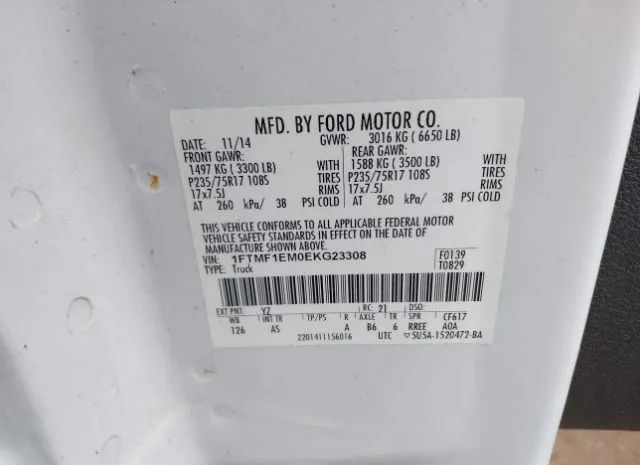 MFD. BY FORD MOTOR CO.
DATE: 11/14 GVWR: 3016 KG ( 6650 LB)
FRONT GAWR: REAR GAWR:
1497 KG ( 3300 LB) WITH 1588 KG ( 3500 LB) WITH
P235/75R17 108S TIRES P235/75R17 108S TIRES
17x7.5J RIMS 17x7.5J RIMS
AT 260 kPa/ 38 PSI COLD AT 260 kPa/ 38 PSI COLD
THIS VEHICLE CONFORMS TO ALL APPLICABLE FEDERAL MOTOR
VEHICLE SAFETY STANDARDS IN EFFECT ON THE DATE OF
MANUFACTURE SHOWN ABOVE.
VIN: 1FTMF1EM0EKG23308 F0139
TYPE: Truck T0829
EXT PNT: YZ RC: 21 DSO:
WB INT TR TP/PS R AXLE TR SPR CF617
126 AS A B6 6 RREE AOA
2201411156016 UTC ▽5U5A-1520472-BA